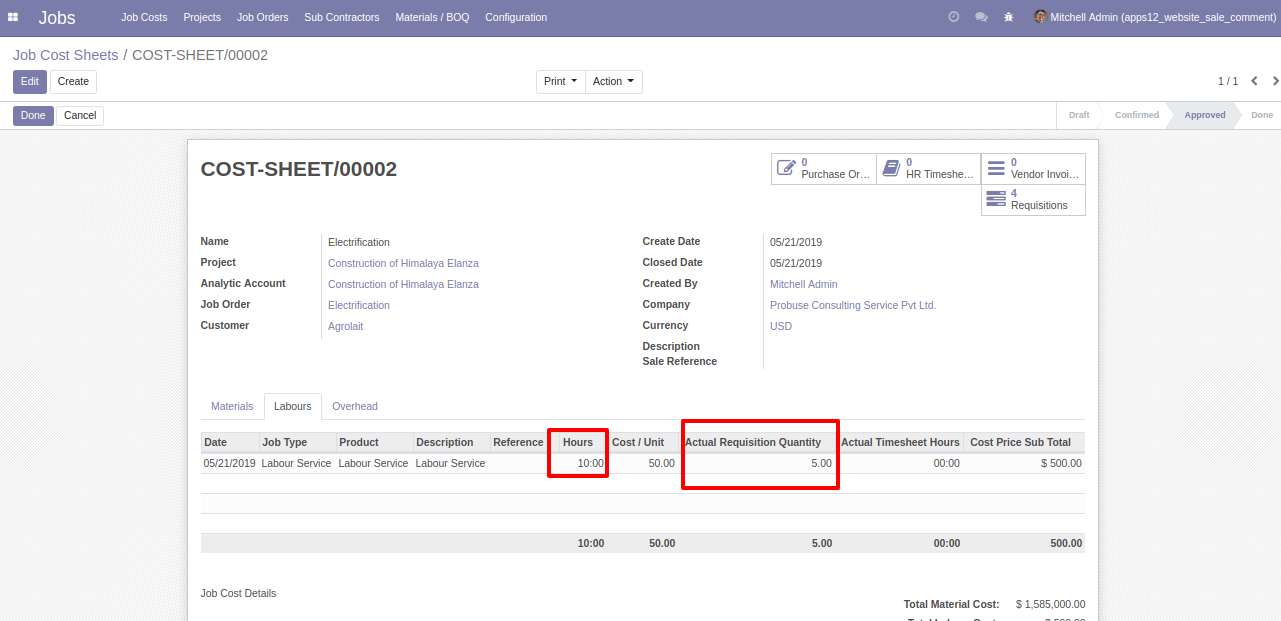 Jobs Job Costs Projects Job Orders Sub Contractors Materials / BOQ Configuration Mitchell Admin (apps12_website_sale_comment)
Job Cost Sheets / COST-SHEET/00002
Edit Create Print Action 1 / 1
Done Cancel Draft Confirmed Approved Done
COST-SHEET/00002
0 Purchase Or... 0 HR Timeshe... 0 Vendor Invoi...
4 Requisitions
Name Electrification Create Date 05/21/2019
Project Construction of Himalaya Elanza Closed Date 05/21/2019
Analytic Account Construction of Himalaya Elanza Created By Mitchell Admin
Job Order Electrification Company Probuse Consulting Service Pvt Ltd.
Customer Agrolait Currency USD
Description
Sale Reference
Materials Labours Overhead
Date Job Type Product Description Reference Hours Cost / Unit Actual Requisition Quantity Actual Timesheet Hours Cost Price Sub Total
05/21/2019 Labour Service Labour Service Labour Service 10:00 50.00 5.00 00:00 $ 500.00
10:00 50.00 5.00 00:00 500.00
Job Cost Details
Total Material Cost: $ 1,585,000.00